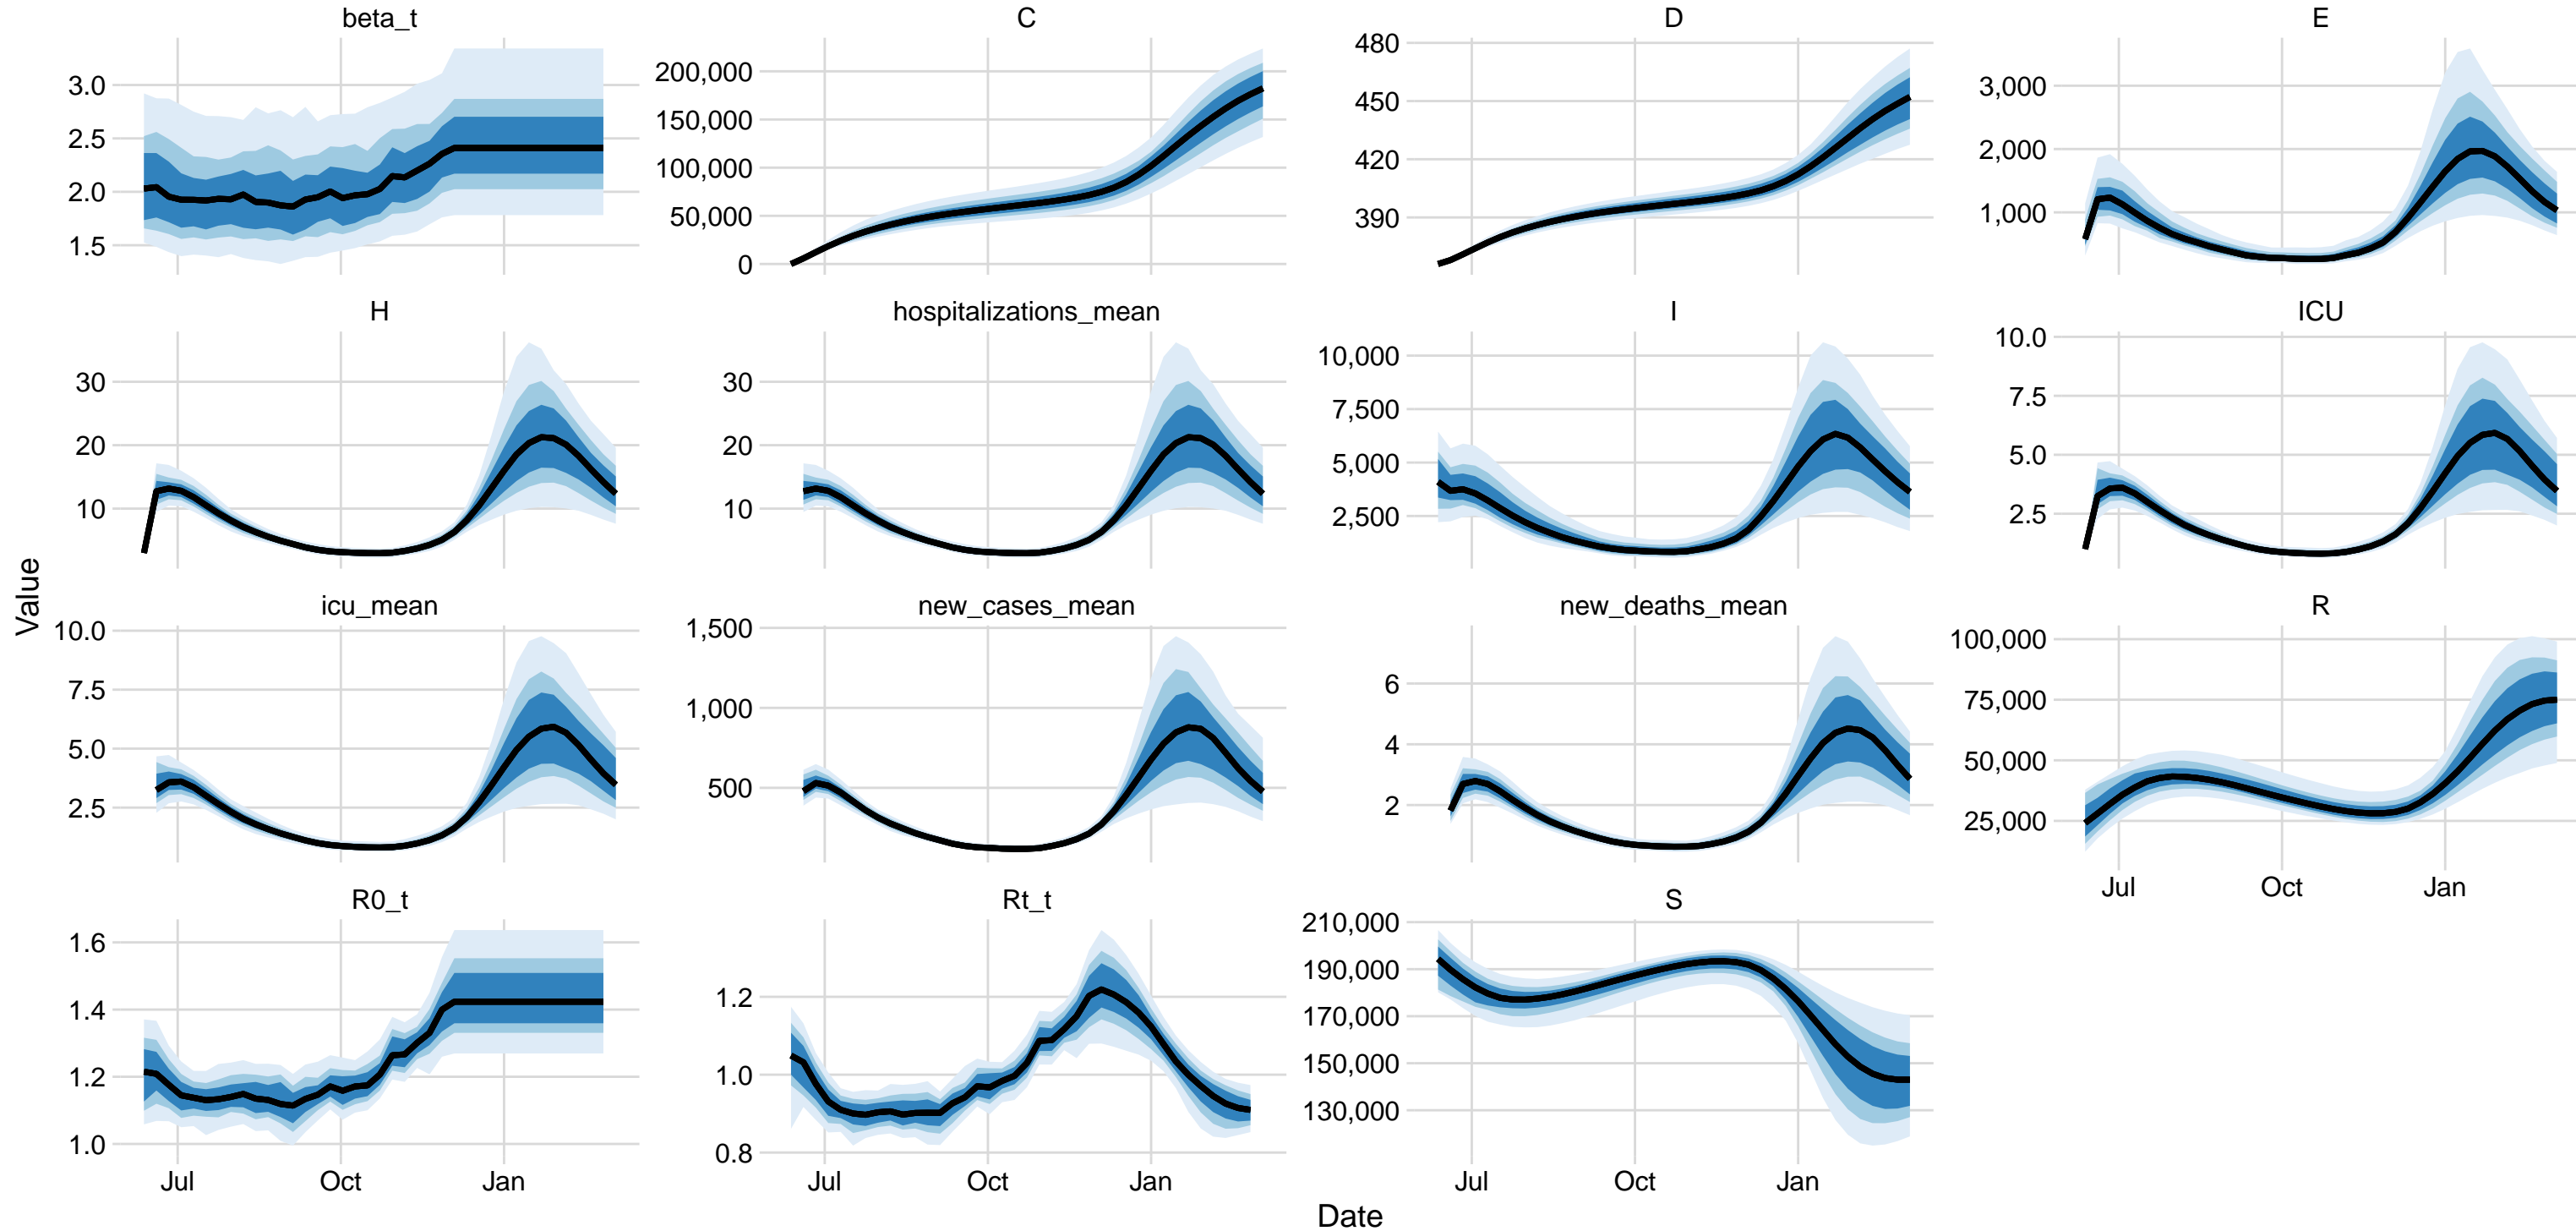 beta_t
3.0
2.5
2.0
1.5
C
200,000
150,000
100,000
50,000
0
D
480
450
420
390
E
3,000
2,000
1,000
H
30
20
10
hospitalizations_mean
30
20
10
I
10,000
7,500
5,000
2,500
ICU
10.0
7.5
5.0
2.5
Value
icu_mean
10.0
7.5
5.0
2.5
new_cases_mean
1,500
1,000
500
new_deaths_mean
6
4
2
R
100,000
75,000
50,000
25,000
Jul Oct Jan
R0_t
1.6
1.4
1.2
1.0
Jul Oct Jan
Rt_t
1.2
1.0
0.8
Jul Oct Jan
S
210,000
190,000
170,000
150,000
130,000
Jul Oct Jan
Date